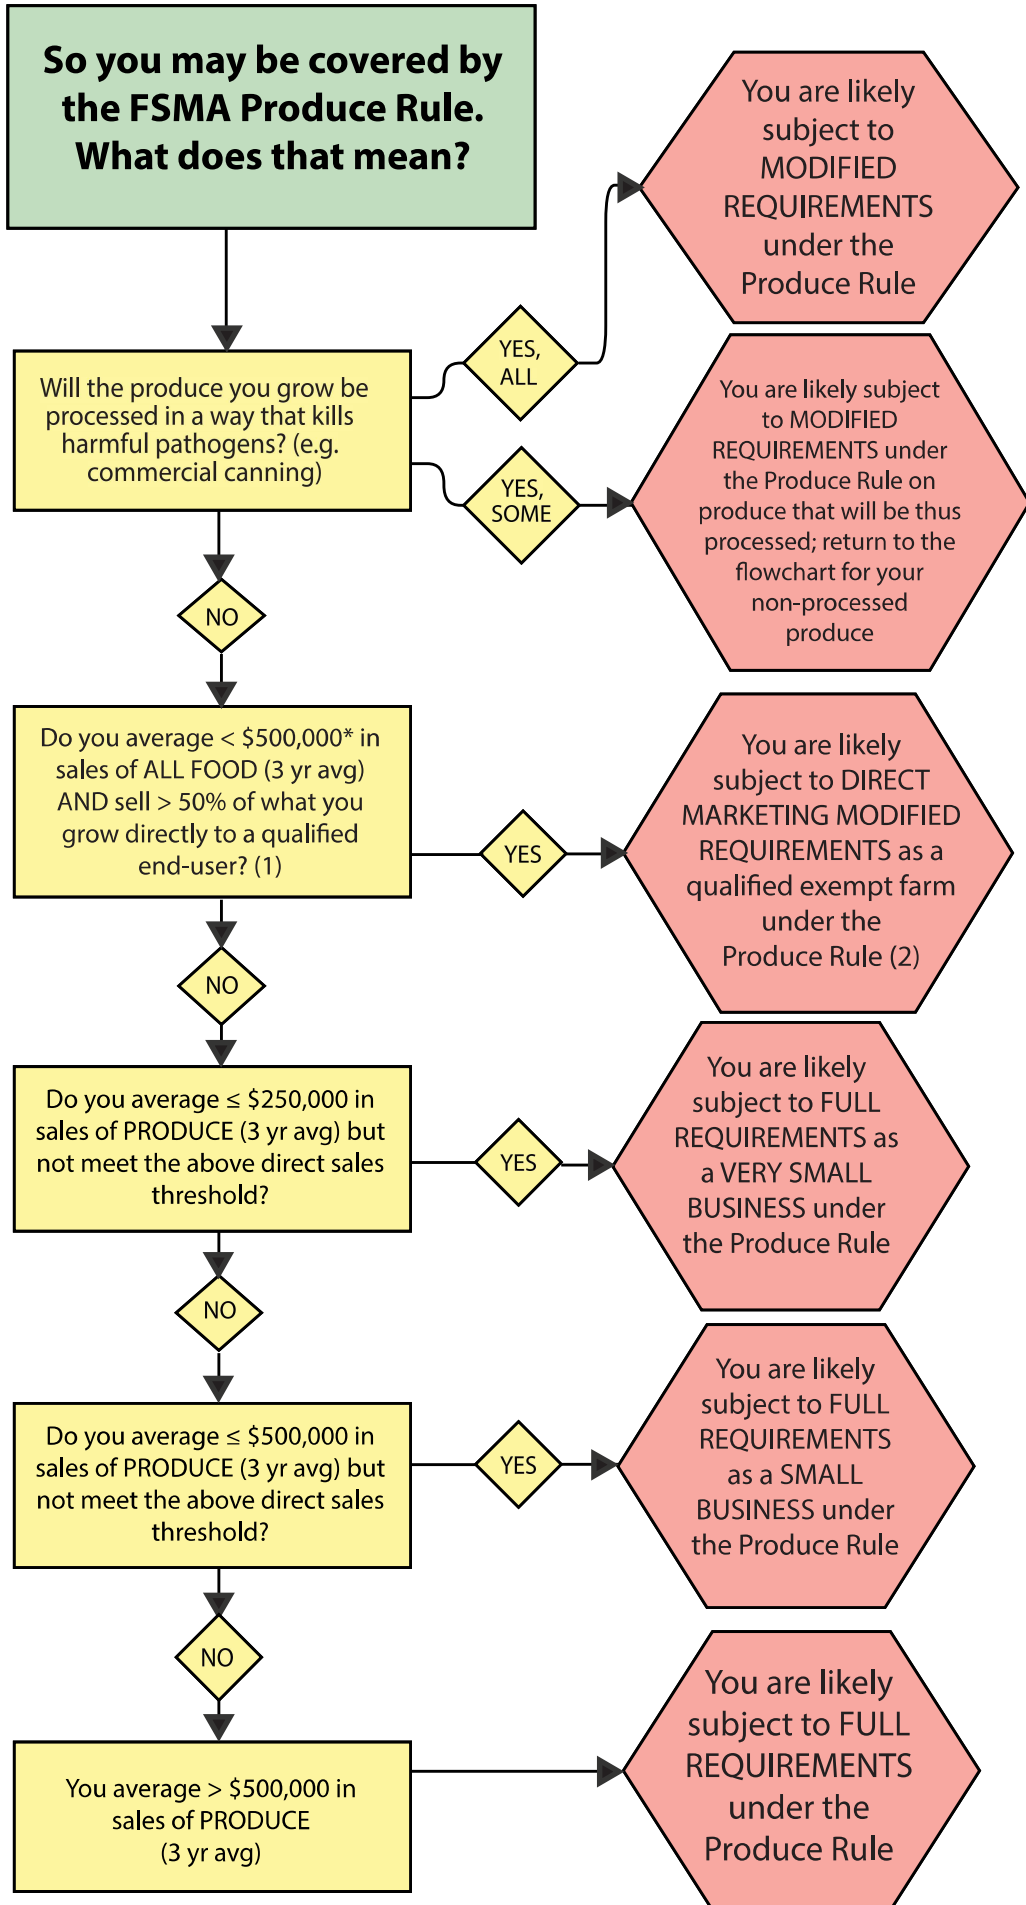 So you may be covered by
the FSMA Produce Rule.
What does that mean?
You are likely
subject to
MODIFIED
REQUIREMENTS
under the
Produce Rule
YES,
ALL
Will the produce you grow be
processed in a way that kills
harmful pathogens? (e.g.
commercial canning)
YES,
SOME
You are likely subject
to MODIFIED
REQUIREMENTS under
the Produce Rule on
produce that will be thus
processed; return to the
flowchart for your
non-processed
produce
NO
Do you average < $500,000* in
sales of ALL FOOD (3 yr avg)
AND sell > 50% of what you
grow directly to a qualified
end-user? (1)
YES
You are likely
subject to DIRECT
MARKETING MODIFIED
REQUIREMENTS as a
qualified exempt farm
under the
Produce Rule (2)
NO
Do you average ≤ $250,000 in
sales of PRODUCE (3 yr avg) but
not meet the above direct sales
threshold?
YES
You are likely
subject to FULL
REQUIREMENTS as
a VERY SMALL
BUSINESS under
the Produce Rule
NO
Do you average ≤ $500,000 in
sales of PRODUCE (3 yr avg) but
not meet the above direct sales
threshold?
YES
You are likely
subject to FULL
REQUIREMENTS
as a SMALL
BUSINESS under
the Produce Rule
NO
You average > $500,000 in
sales of PRODUCE
(3 yr avg)
You are likely
subject to FULL
REQUIREMENTS
under the
Produce Rule